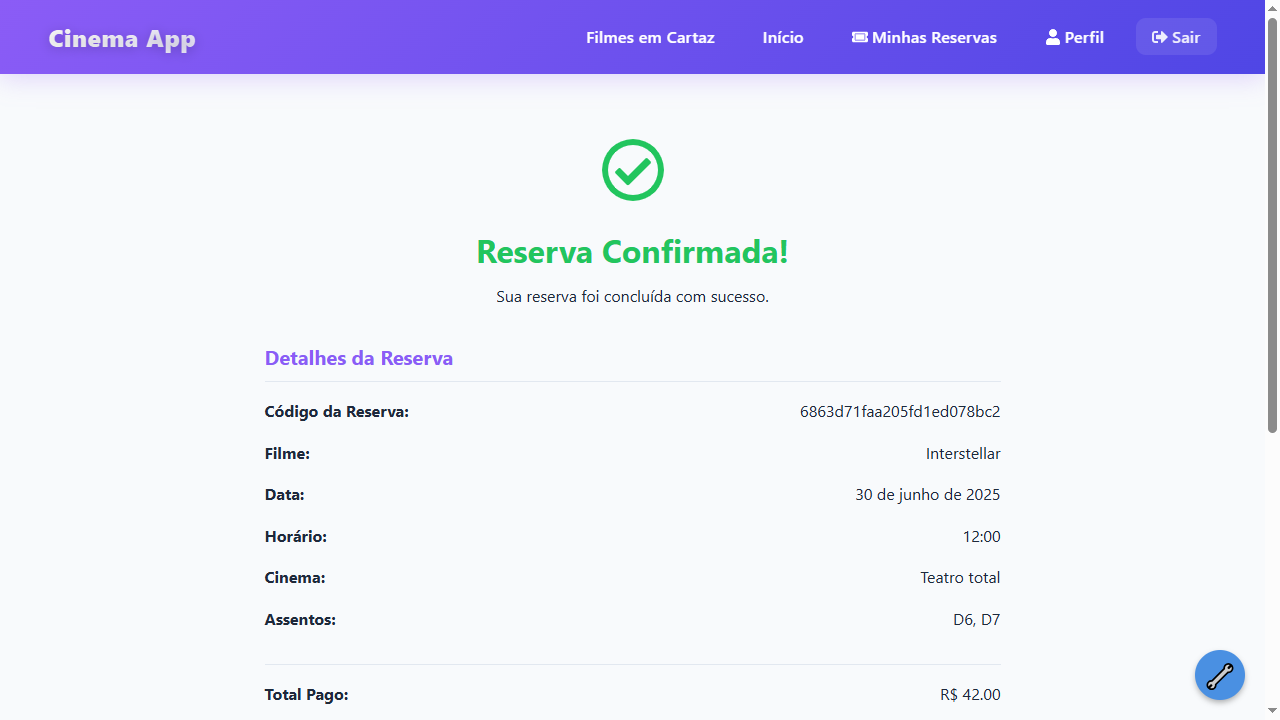 Cinema App
Filmes em Cartaz Início Minhas Reservas Perfil Sair
Reserva Confirmada!
Sua reserva foi concluída com sucesso.
Detalhes da Reserva
Código da Reserva: 6863d71faa205fd1ed078bc2
Filme: Interstellar
Data: 30 de junho de 2025
Horário: 12:00
Cinema: Teatro total
Assentos: D6, D7
Total Pago: R$ 42.00